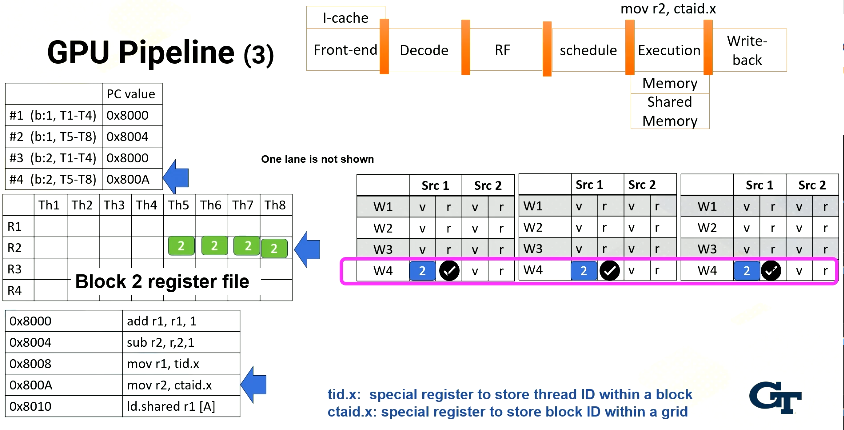 mov r2, ctaid.x
I-cache
Front-end Decode RF schedule Execution Write-back
Memory
Shared Memory
GPU Pipeline (3)
PC value
#1 (b:1, T1-T4) 0x8000
#2 (b:1, T5-T8) 0x8004
#3 (b:2, T1-T4) 0x8000
#4 (b:2, T5-T8) 0x800A
One lane is not shown
Th1 Th2 Th3 Th4 Th5 Th6 Th7 Th8
R1
R2 2 2 2 2
R3
R4
Block 2 register file
Src 1 Src 2 Src 1 Src 2 Src 1 Src 2
W1 v r v r W1 v r v r W1 v r v r
W2 v r v r W2 v r v r W2 v r v r
W3 v r v r W3 v r v r W3 v r v r
W4 2 v r W4 2 v r W4 2 v r
0x8000 add r1, r1, 1
0x8004 sub r2, r,2,1
0x8008 mov r1, tid.x
0x800A mov r2, ctaid.x
0x8010 ld.shared r1 [A]
tid.x: special register to store thread ID within a block
ctaid.x: special register to store block ID within a grid
GT